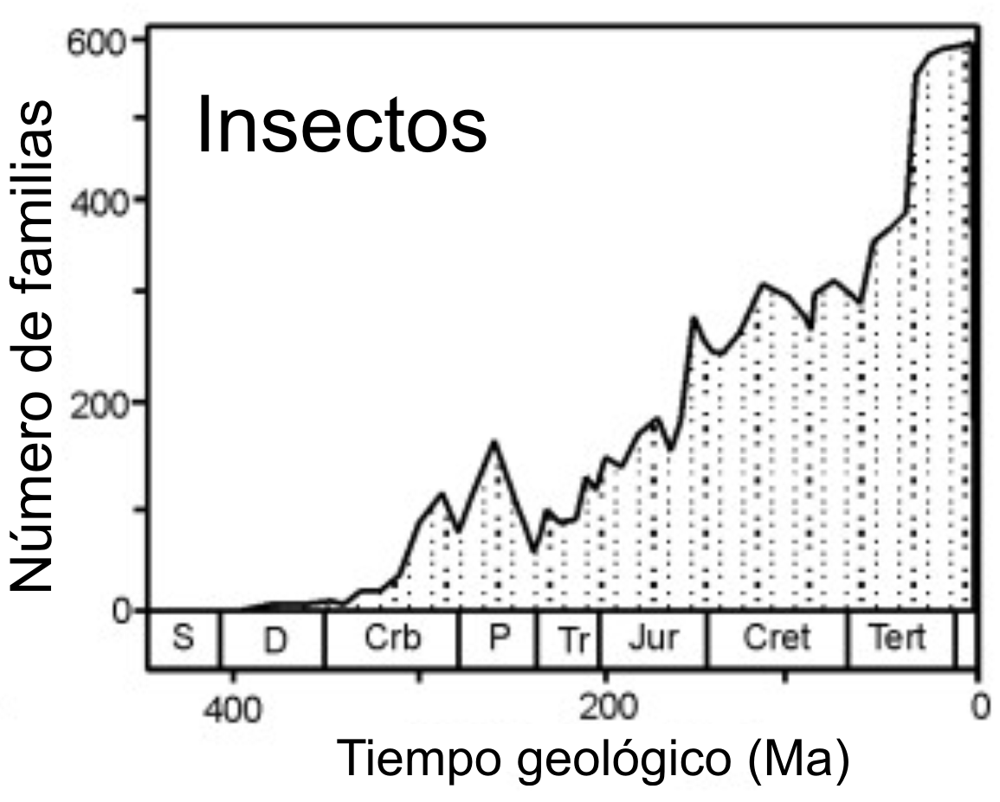 Insectos
Número de familias
600
400
200
0
S D Crb P Tr Jur Cret Tert
400 200 0
Tiempo geológico (Ma)